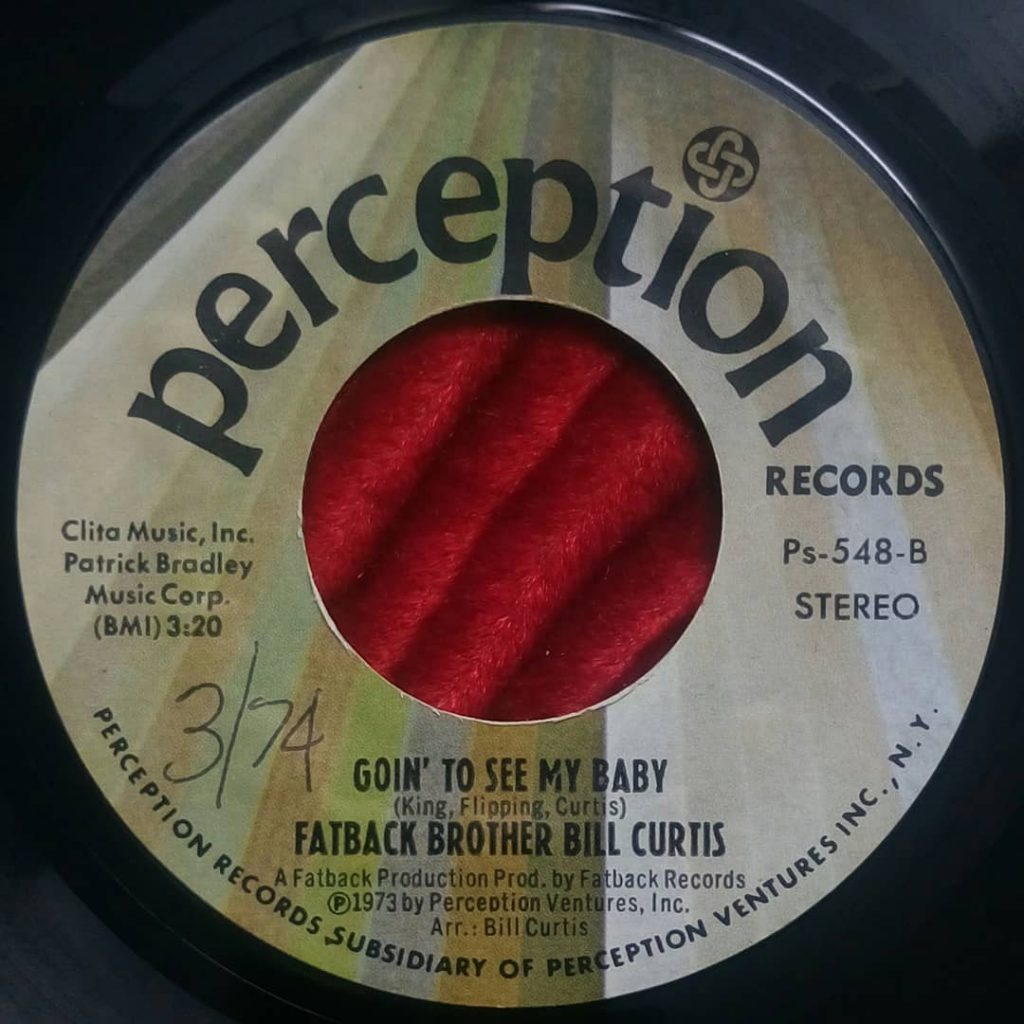 perception
RECORDS
Ps-548-B
STEREO
Clita Music, Inc.
Patrick Bradley
Music Corp.
(BMI) 3:20
3/74
GOIN' TO SEE MY BABY
(King, Flipping, Curtis)
FATBACK BROTHER BILL CURTIS
A Fatback Production Prod. by Fatback Records
℗1973 by Perception Ventures, Inc.
Arr.: Bill Curtis
PERCEPTION RECORDS SUBSIDIARY OF PERCEPTION VENTURES INC., N.Y.